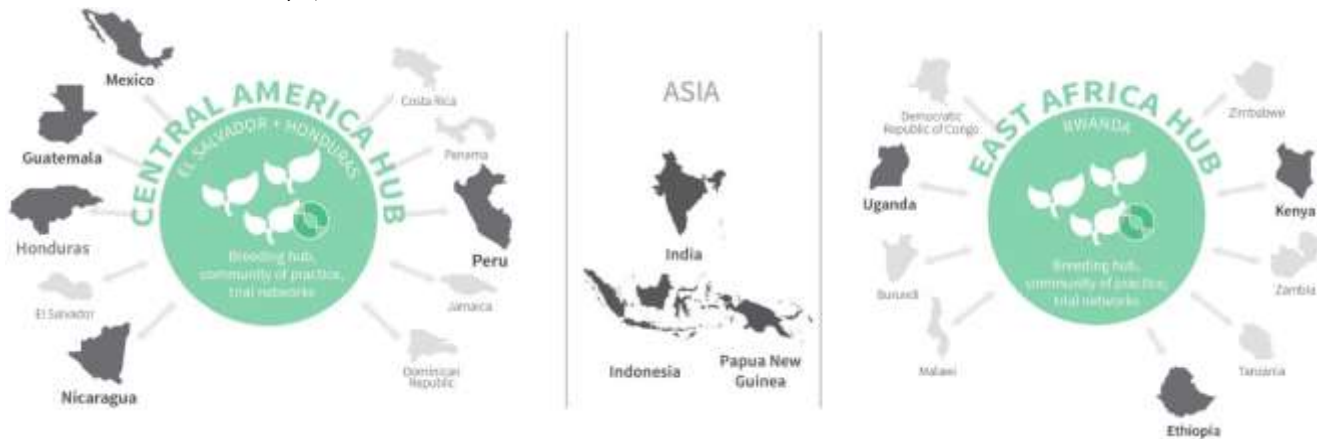 Mexico
Guatemala
Honduras
El Salvador
Nicaragua
CENTRAL AMERICA HUB
EL SALVADOR + HONDURAS
Breeding hub,
community of practice,
trial networks
Costa Rica
Panama
Peru
Jamaica
Dominican
Republic
ASIA
India
Indonesia
Papua New
Guinea
Democratic
Republic of Congo
Uganda
Burundi
Malawi
EAST AFRICA HUB
RWANDA
Breeding hub,
community of practice,
trial networks
Zimbabwe
Kenya
Zambia
Tanzania
Ethiopia